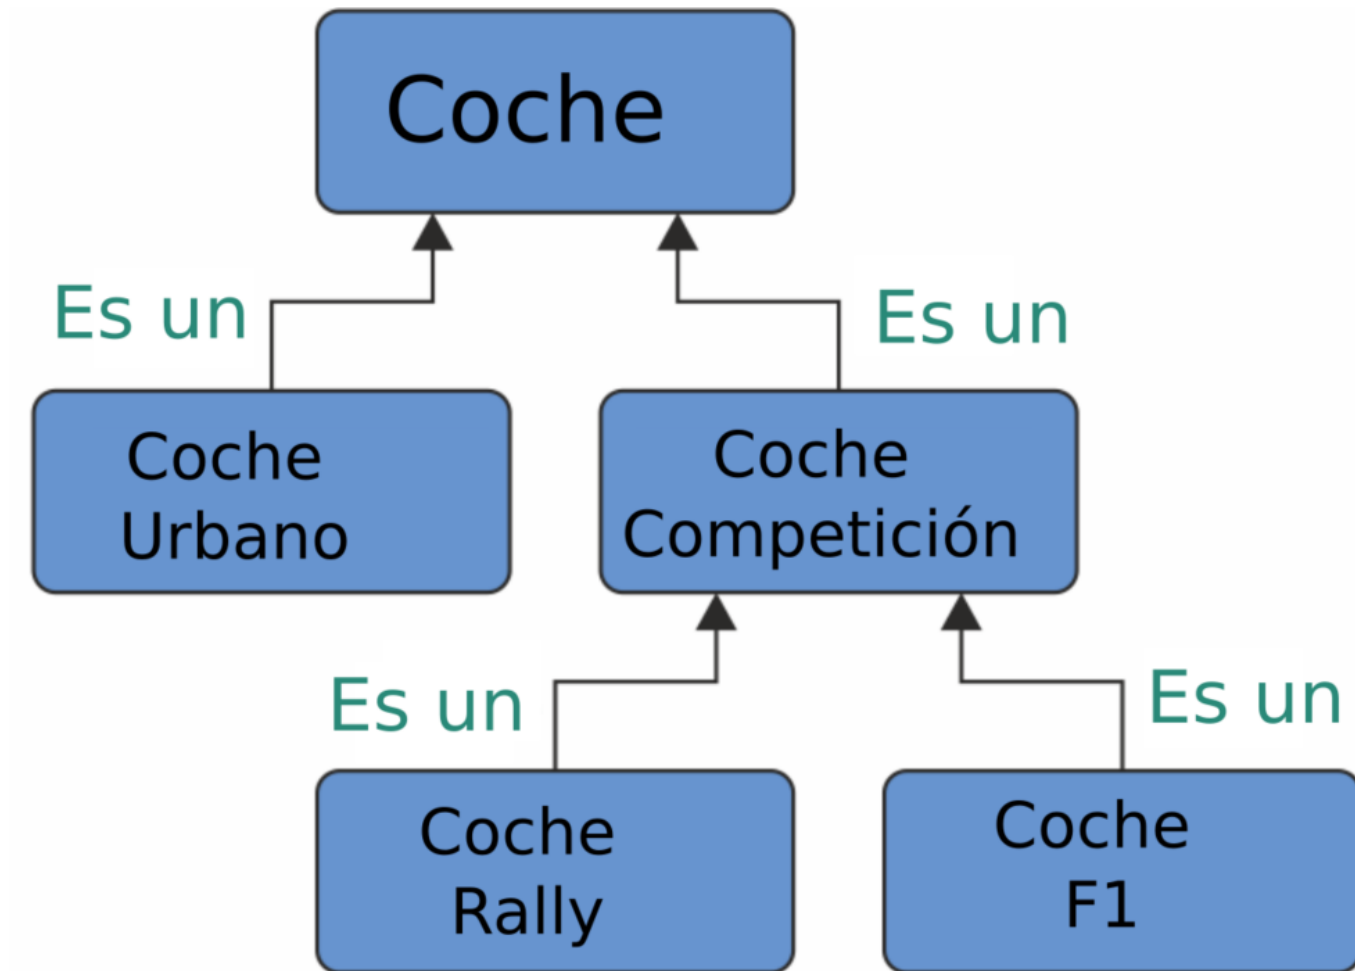 Coche
Es un
Es un
Coche
Urbano
Coche
Competición
Es un
Es un
Coche
Rally
Coche
F1